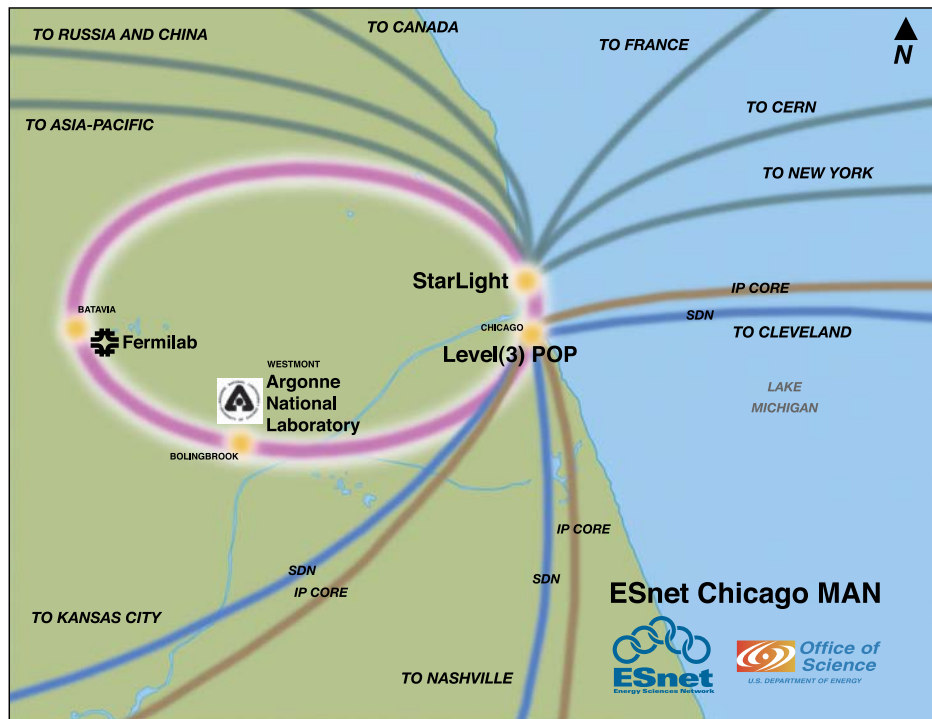 TO RUSSIA AND CHINA
TO CANADA
TO FRANCE
N
TO ASIA-PACIFIC
TO CERN
TO NEW YORK
StarLight
IP CORE
BATAVIA
SDN
CHICAGO
TO CLEVELAND
Fermilab
Level(3) POP
WESTMONT
Argonne
National
Laboratory
LAKE
MICHIGAN
BOLINGBROOK
IP CORE
SDN
SDN
IP CORE
ESnet Chicago MAN
TO KANSAS CITY
TO NASHVILLE
ESnet
Energy Sciences Network
Office of
Science
U.S. DEPARTMENT OF ENERGY